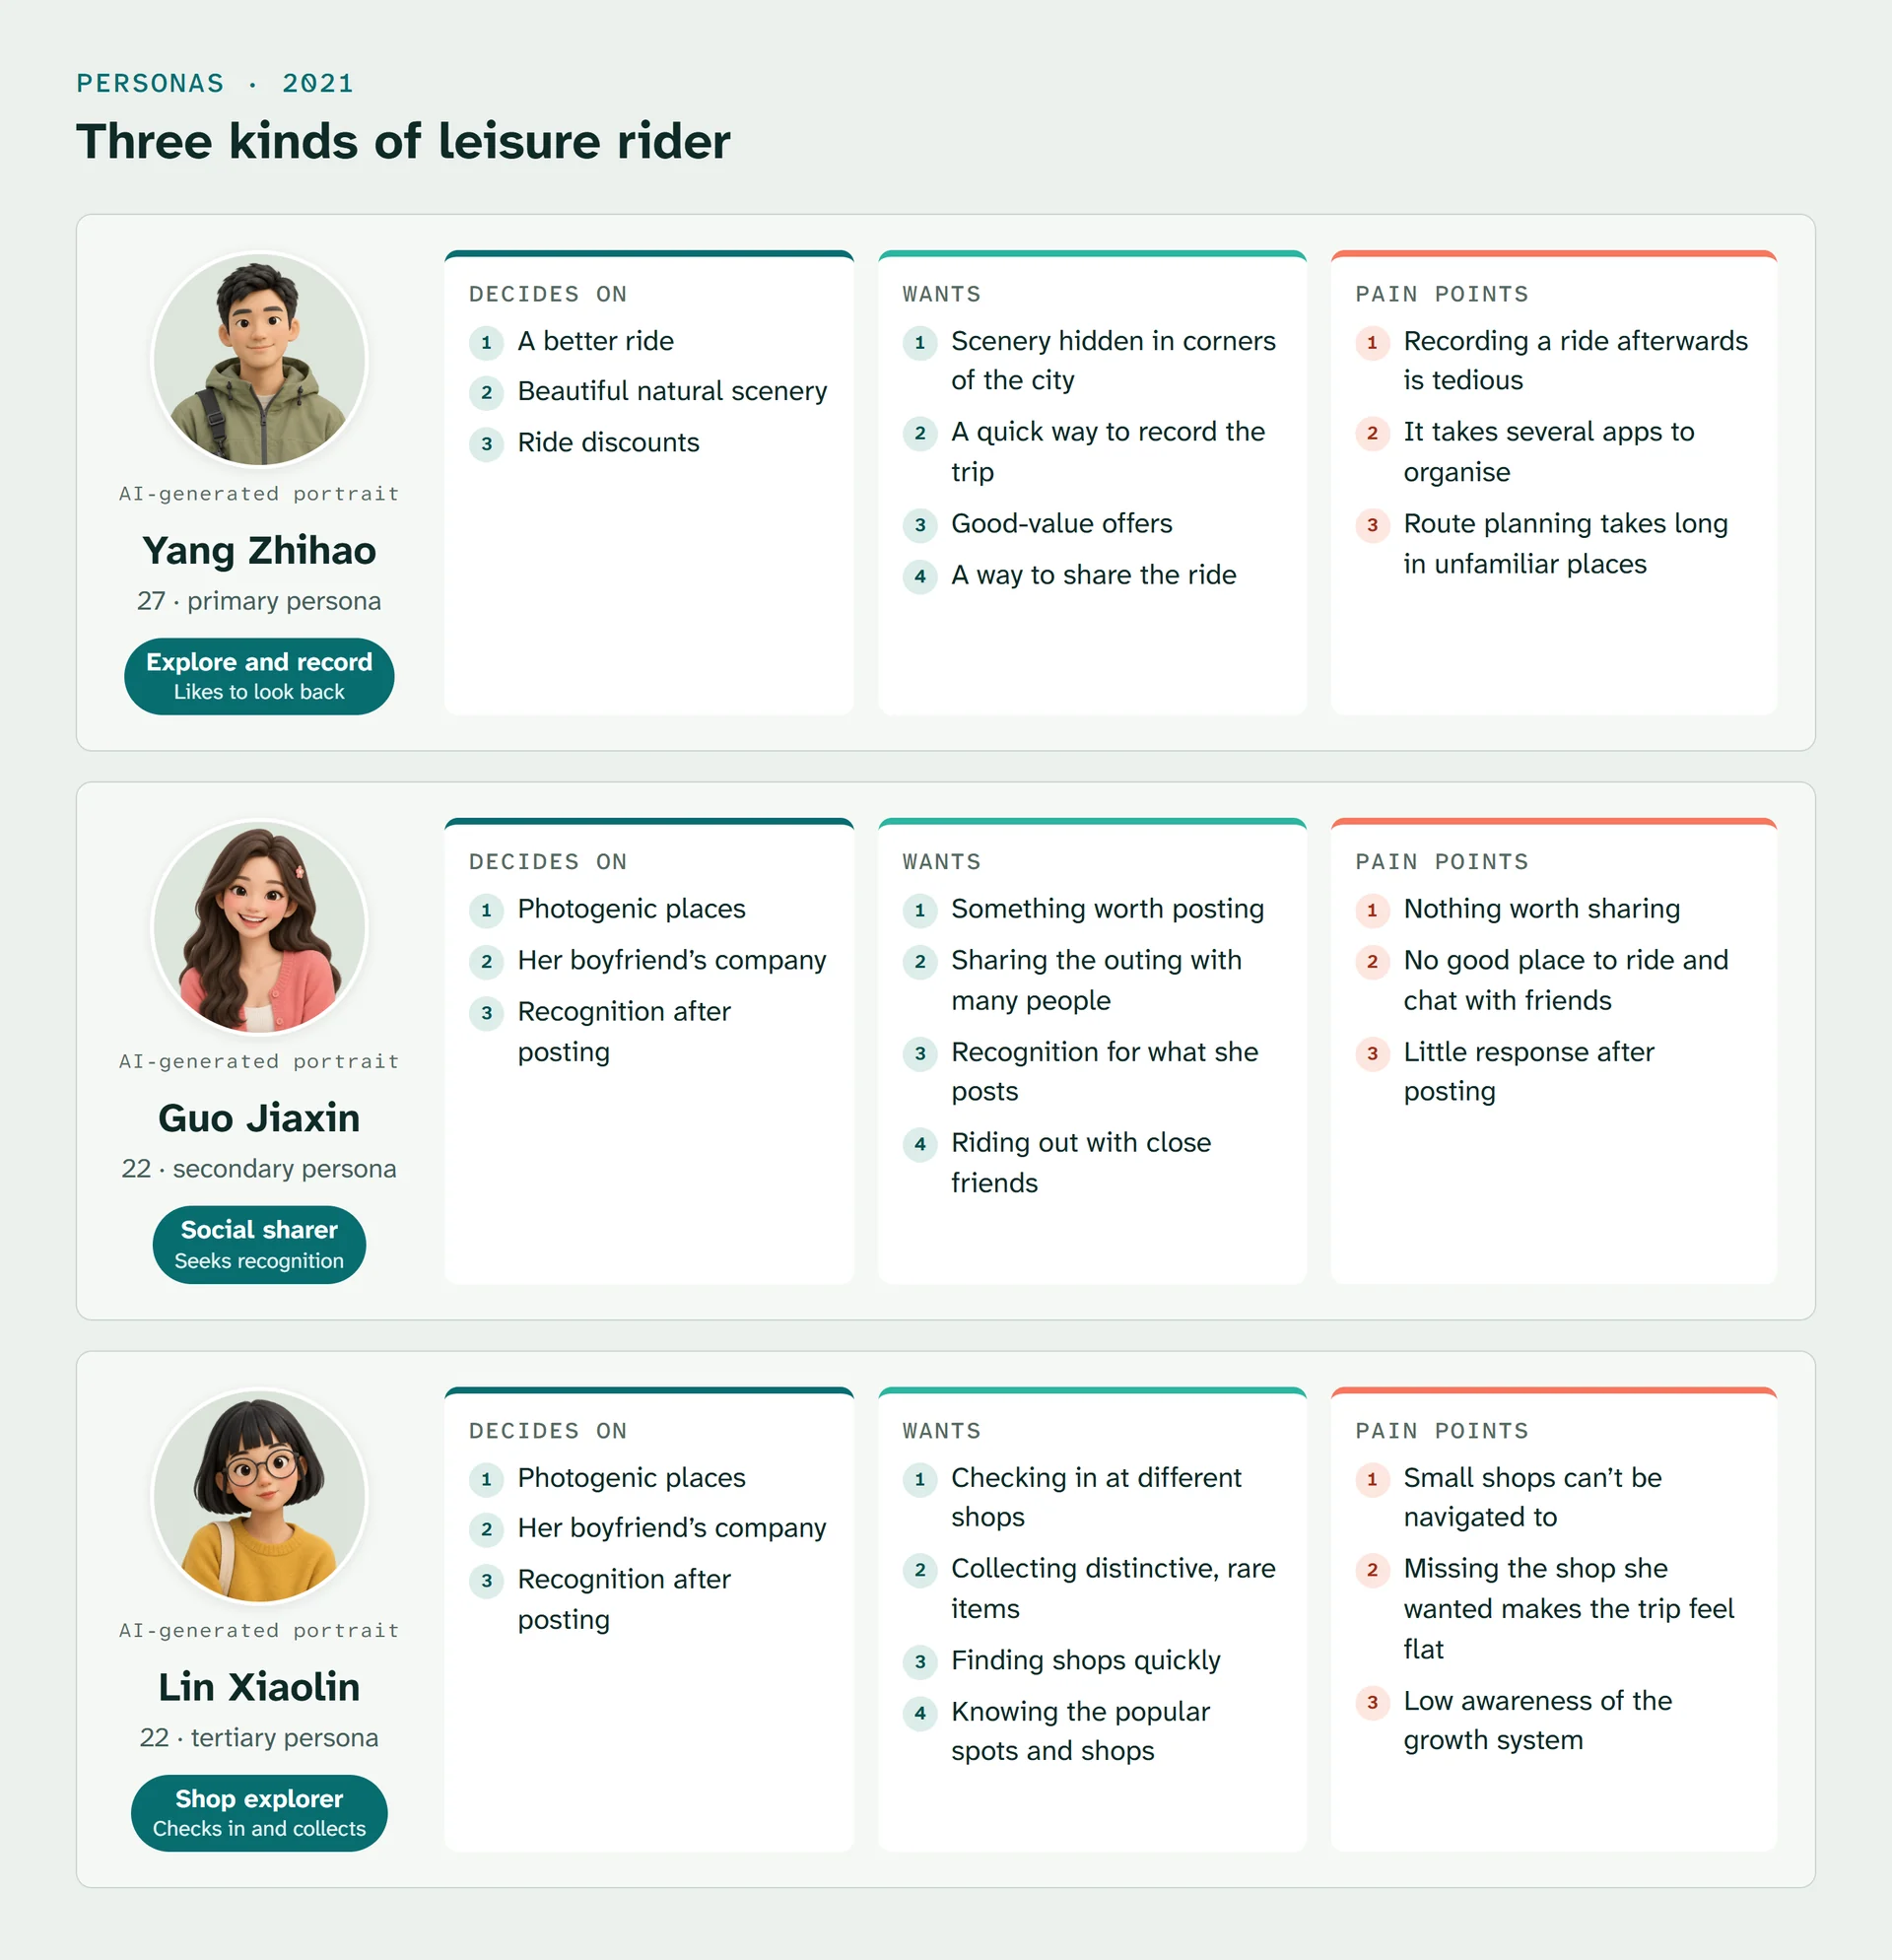 PERSONAS · 2021
Three kinds of leisure rider
AI-generated portrait
Yang Zhihao
27 · primary persona
Explore and record
Likes to look back
DECIDES ON
1 A better ride
2 Beautiful natural scenery
3 Ride discounts
WANTS
1 Scenery hidden in corners
of the city
2 A quick way to record the
trip
3 Good-value offers
4 A way to share the ride
PAIN POINTS
1 Recording a ride afterwards
is tedious
2 It takes several apps to
organise
3 Route planning takes long
in unfamiliar places
AI-generated portrait
Guo Jiaxin
22 · secondary persona
Social sharer
Seeks recognition
DECIDES ON
1 Photogenic places
2 Her boyfriend’s company
3 Recognition after
posting
WANTS
1 Something worth posting
2 Sharing the outing with
many people
3 Recognition for what she
posts
4 Riding out with close
friends
PAIN POINTS
1 Nothing worth sharing
2 No good place to ride and
chat with friends
3 Little response after
posting
AI-generated portrait
Lin Xiaolin
22 · tertiary persona
Shop explorer
Checks in and collects
DECIDES ON
1 Photogenic places
2 Her boyfriend’s company
3 Recognition after
posting
WANTS
1 Checking in at different
shops
2 Collecting distinctive, rare
items
3 Finding shops quickly
4 Knowing the popular
spots and shops
PAIN POINTS
1 Small shops can’t be
navigated to
2 Missing the shop she
wanted makes the trip feel
flat
3 Low awareness of the
growth system